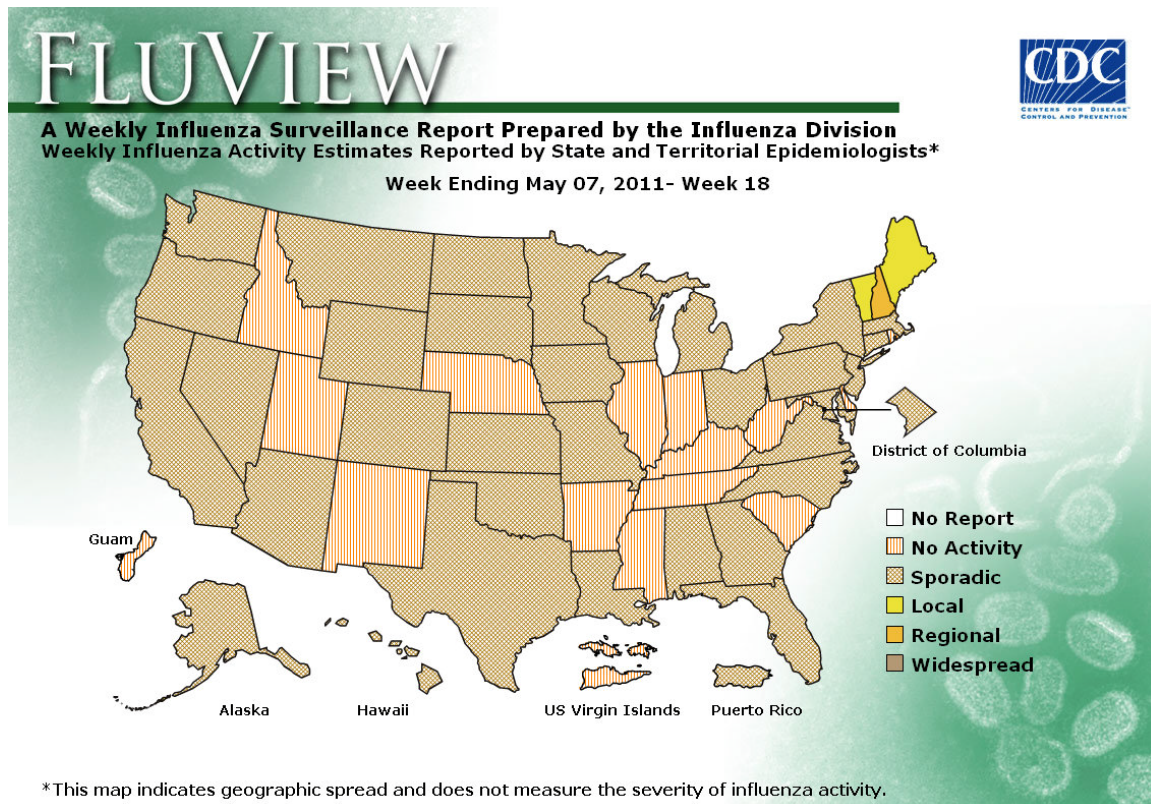 FLUVIEW
CDC
CENTERS FOR DISEASE™
CONTROL AND PREVENTION
A Weekly Influenza Surveillance Report Prepared by the Influenza Division
Weekly Influenza Activity Estimates Reported by State and Territorial Epidemiologists*
Week Ending May 07, 2011- Week 18
District of Columbia
No Report
Guam
No Activity
Sporadic
Local
Regional
Widespread
Alaska
Hawaii
US Virgin Islands
Puerto Rico
*This map indicates geographic spread and does not measure the severity of influenza activity.